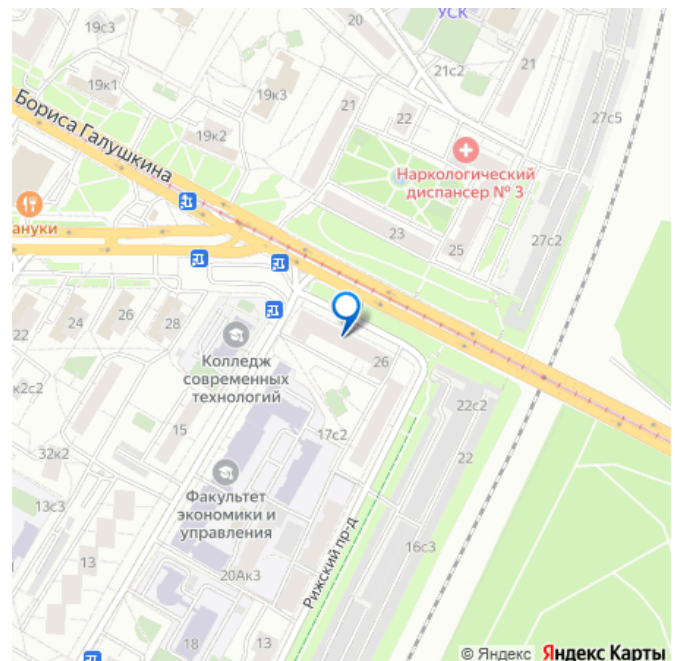 19с3
20
УСК
21с2
21
19к1
19к3
27с5
21
22
Бориса Галушкина
19к2
Наркологический
диспансер № 3
ануки
23
25
27с2
22
24
26
28
Колледж
современных
технологий
26
к2с2
22с2
15
17с2
32к2
22
Факультет
экономики и
управления
13с3
16с3
13
20Ак3
Рижский пр-д
18
13
© Яндекс Яндекс Карты